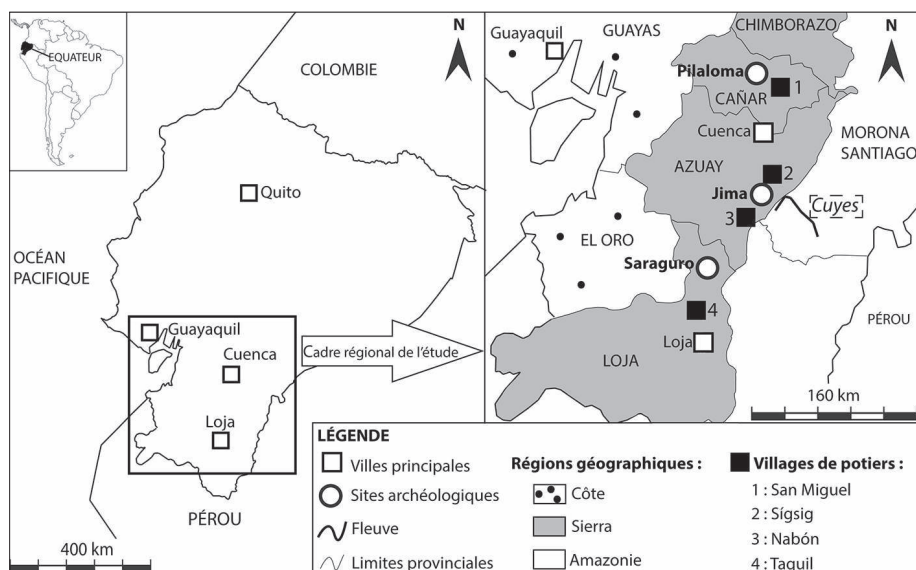 EQUATEUR
N
COLOMBIE
Quito
OCÉAN
PACIFIQUE
Guayaquil
Cuenca
Loja
PÉROU
400 km
Cadre régional de l'étude
Guayaquil
GUAYAS
CHIMBORAZO
N
Pilaloma
1
CAÑAR
Cuenca
MORONA
SANTIAGO
AZUAY
2
Jima
Cuyes
3
EL ORO
Saraguro
4
PÉROU
Loja
LOJA
160 km
LÉGENDE
Villes principales
Sites archéologiques
Fleuve
Limites provinciales
Régions géographiques :
Côte
Sierra
Amazonie
Villages de potiers :
1 : San Miguel
2 : Sígsig
3 : Nabón
4 : Taquil